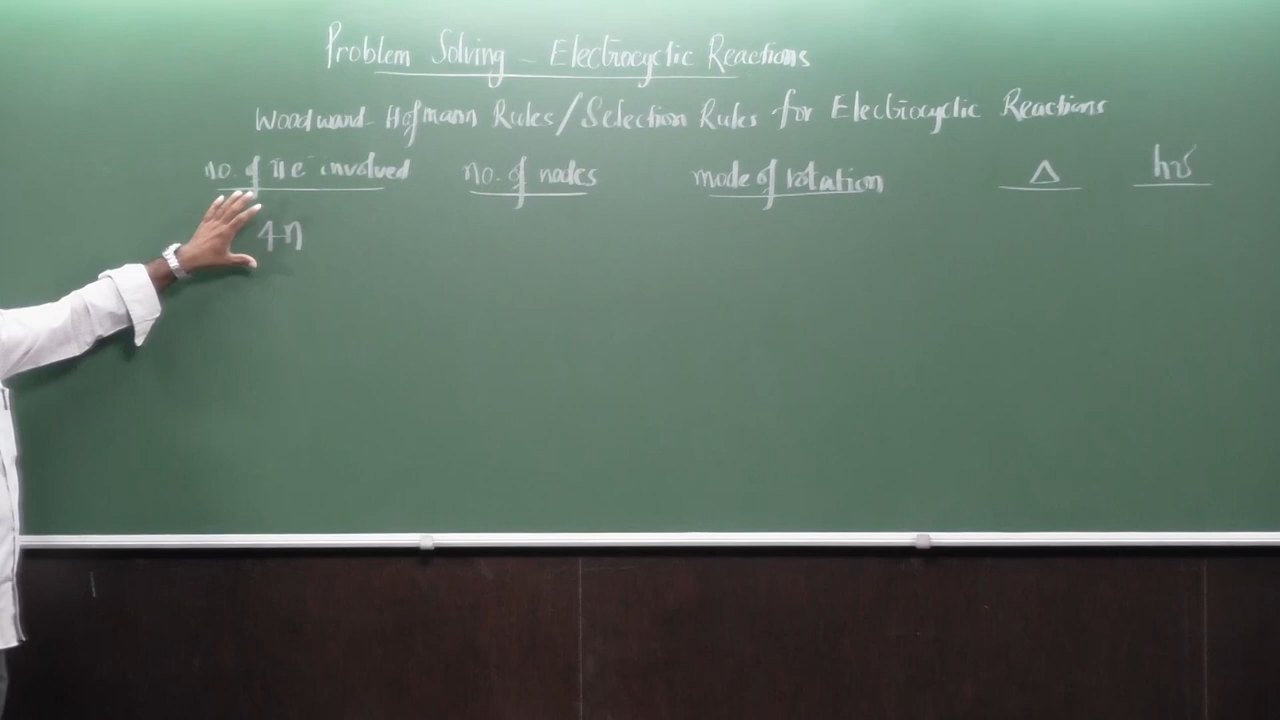 Problem Solving - Electrocyclic Reactions
Woodward-Hofmann Rules/Selection Rules for Electrocyclic Reactions
no. of πe⁻ involved no. of nodes mode of rotation Δ hυ
4n